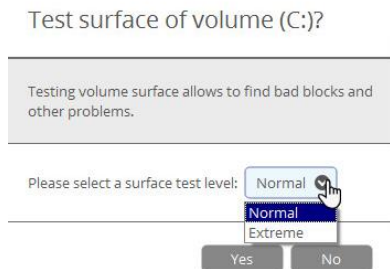 Test surface of volume (C:)?
Testing volume surface allows to find bad blocks and
other problems.
Please select a surface test level: Normal
Normal
Extreme
Yes No